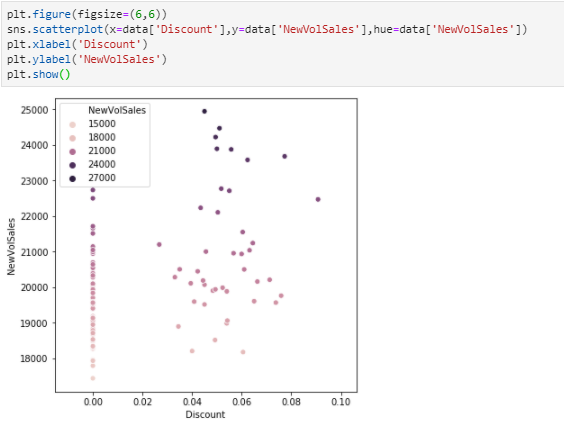 plt.figure(figsize=(6,6))
sns.scatterplot(x=data['Discount'],y=data['NewVolSales'],hue=data['NewVolSales'])
plt.xlabel('Discount')
plt.ylabel('NewVolSales')
plt.show()
NewVolSales
15000
18000
21000
24000
27000
25000
24000
23000
22000
21000
20000
19000
18000
NewVolSales
0.00 0.02 0.04 0.06 0.08 0.10
Discount